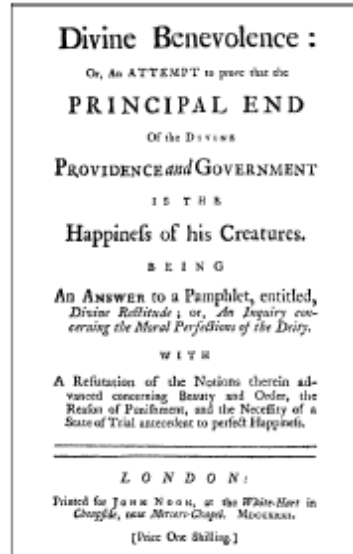 Divine Benevolence :
Or, An ATTEMPT to prove that the
PRINCIPAL END
Of the DIVINE
PROVIDENCE and GOVERNMENT
IS THE
Happineſs of his Creatures.
BEING
An ANSWER to a Pamphlet, entitled,
Divine Rectitude ; or, An Inquiry con-
cerning the Moral Perfections of the Deity.
WITH
A Refutation of the Notions therein ad-
vanced concerning Beauty and Order, the
Reaſon of Puniſhment, and the Neceſſity of a
State of Trial antecedent to perfect Happineſs.
LONDON:
Printed for JOHN NOON, at the White-Hart in
Cheapſide, near Mercers-Chapel. MDCCXXXI.
[Price One Shilling.]